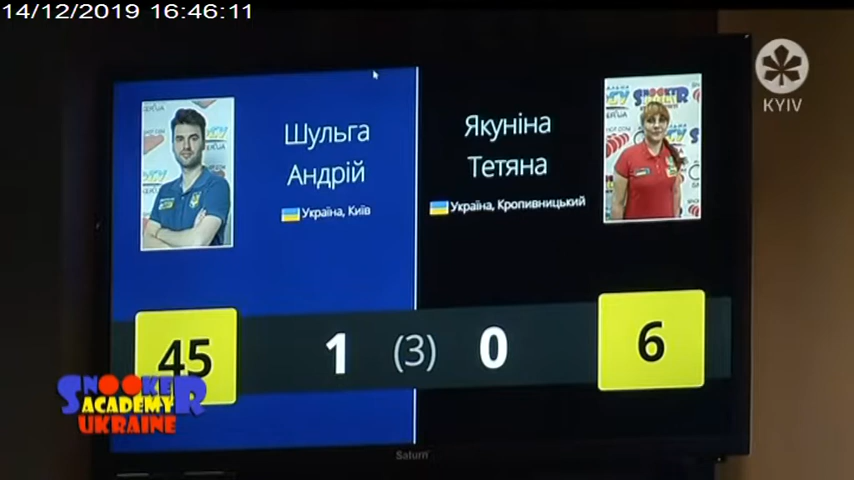 14/12/2019 16:46:11
KYIV
Шульга
Андрій
Україна, Київ
Якуніна
Тетяна
Україна, Кропивницький
45
1 (3) 0
6
SNOOKER
ACADEMY
UKRAINE
Saturn